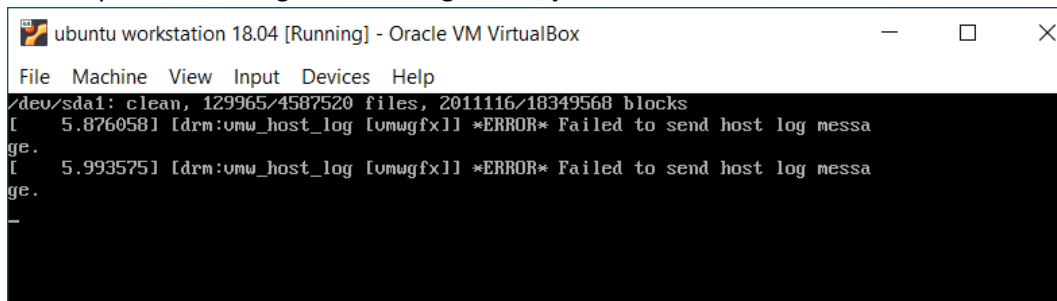 ubuntu workstation 18.04 [Running] - Oracle VM VirtualBox
File Machine View Input Devices Help
/dev/sda1: clean, 129965/4587520 files, 2011116/18349568 blocks
[    5.876058] [drm:vmw_host_log [vmwgfx]] *ERROR* Failed to send host log messa
ge.
[    5.993575] [drm:vmw_host_log [vmwgfx]] *ERROR* Failed to send host log messa
ge.